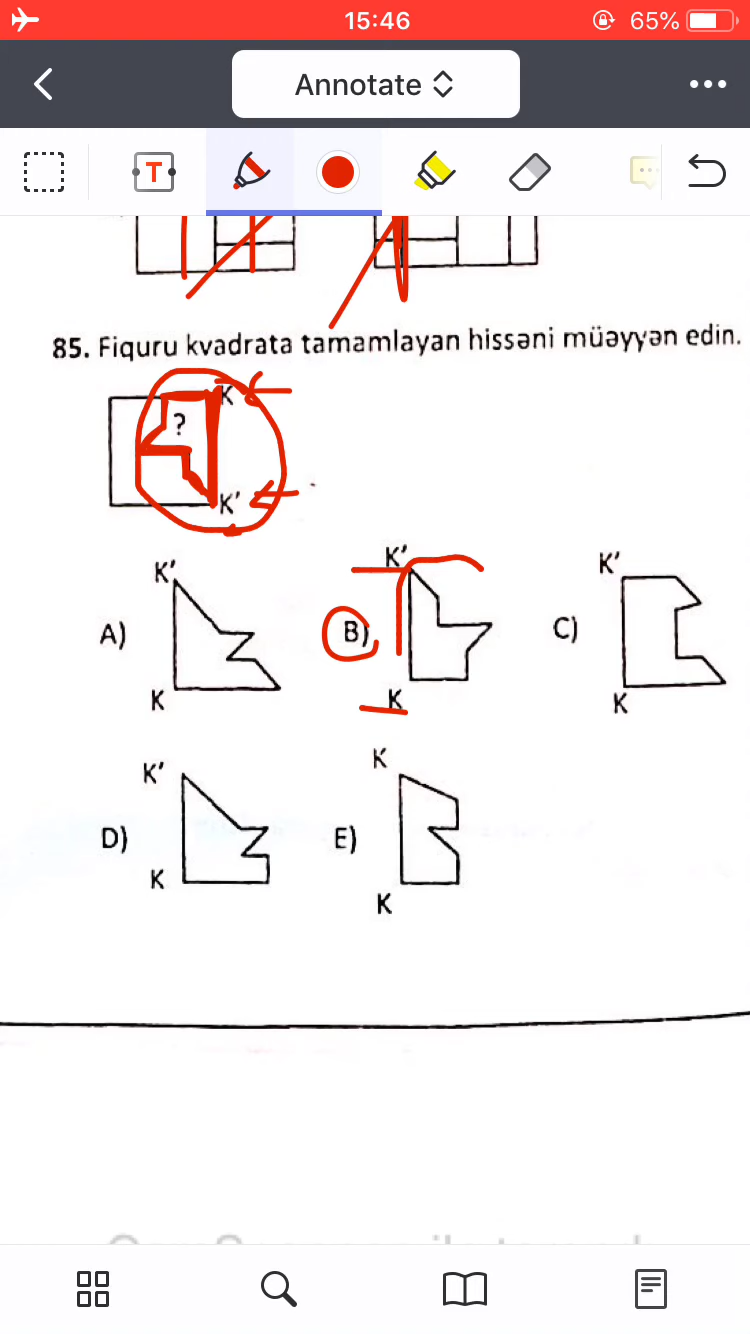 15:46
65%
Annotate
T
85. Fiquru kvadrata tamamlayan hissəni müəyyən edin.
K
?
K'
K'
A)
K
K'
B)
K
K'
C)
K
K'
D)
K
K
E)
K